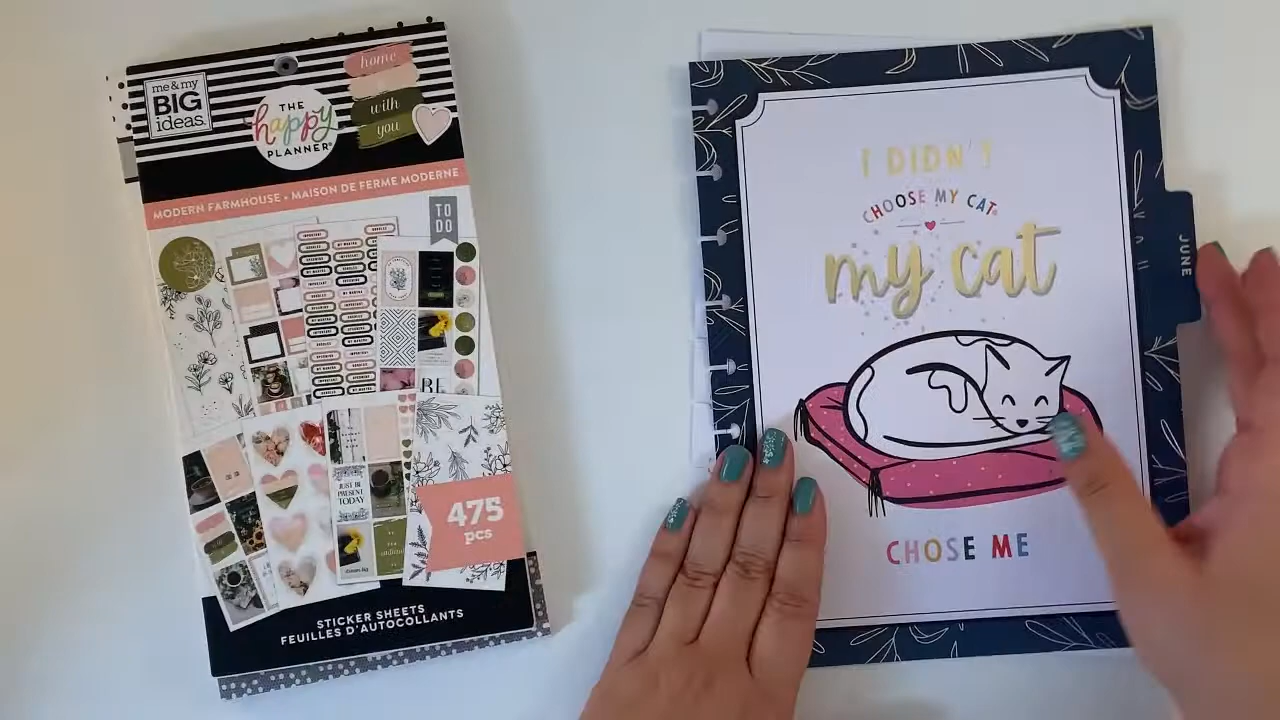 me & my
BIG
ideas.
THE
happy
PLANNER®
home
with
you
MODERN FARMHOUSE • MAISON DE FERME MODERNE
TO
DO
BE
JUST BE
PRESENT
TODAY
475
pcs
STICKER SHEETS
FEUILLES D'AUTOCOLLANTS
I DIDN'T
CHOOSE MY CAT
my cat
CHOSE ME
JUNE